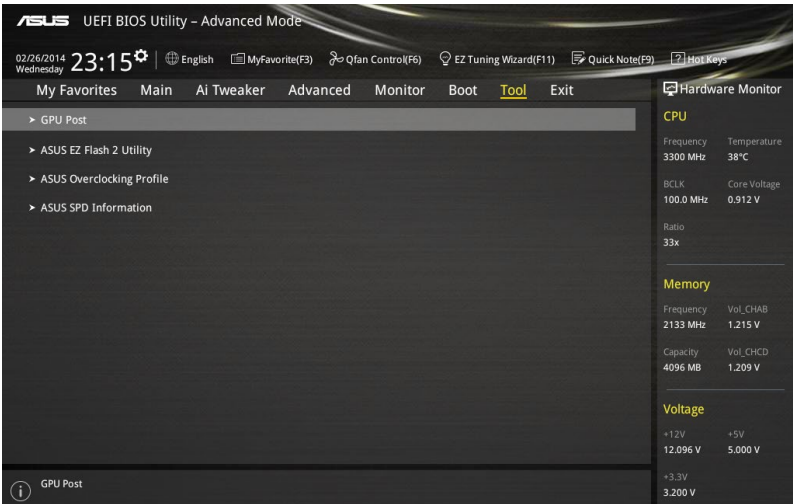 ASUS UEFI BIOS Utility – Advanced Mode
02/26/2014 Wednesday 23:15 English MyFavorite(F3) Qfan Control(F6) EZ Tuning Wizard(F11) Quick Note(F9) ? Hot Keys
My Favorites Main Ai Tweaker Advanced Monitor Boot Tool Exit
GPU Post
ASUS EZ Flash 2 Utility
ASUS Overclocking Profile
ASUS SPD Information
Hardware Monitor
CPU
Frequency Temperature
3300 MHz 38°C
BCLK Core Voltage
100.0 MHz 0.912 V
Ratio
33x
Memory
Frequency Vol_CHAB
2133 MHz 1.215 V
Capacity Vol_CHCD
4096 MB 1.209 V
Voltage
+12V +5V
12.096 V 5.000 V
+3.3V
3.200 V
i GPU Post